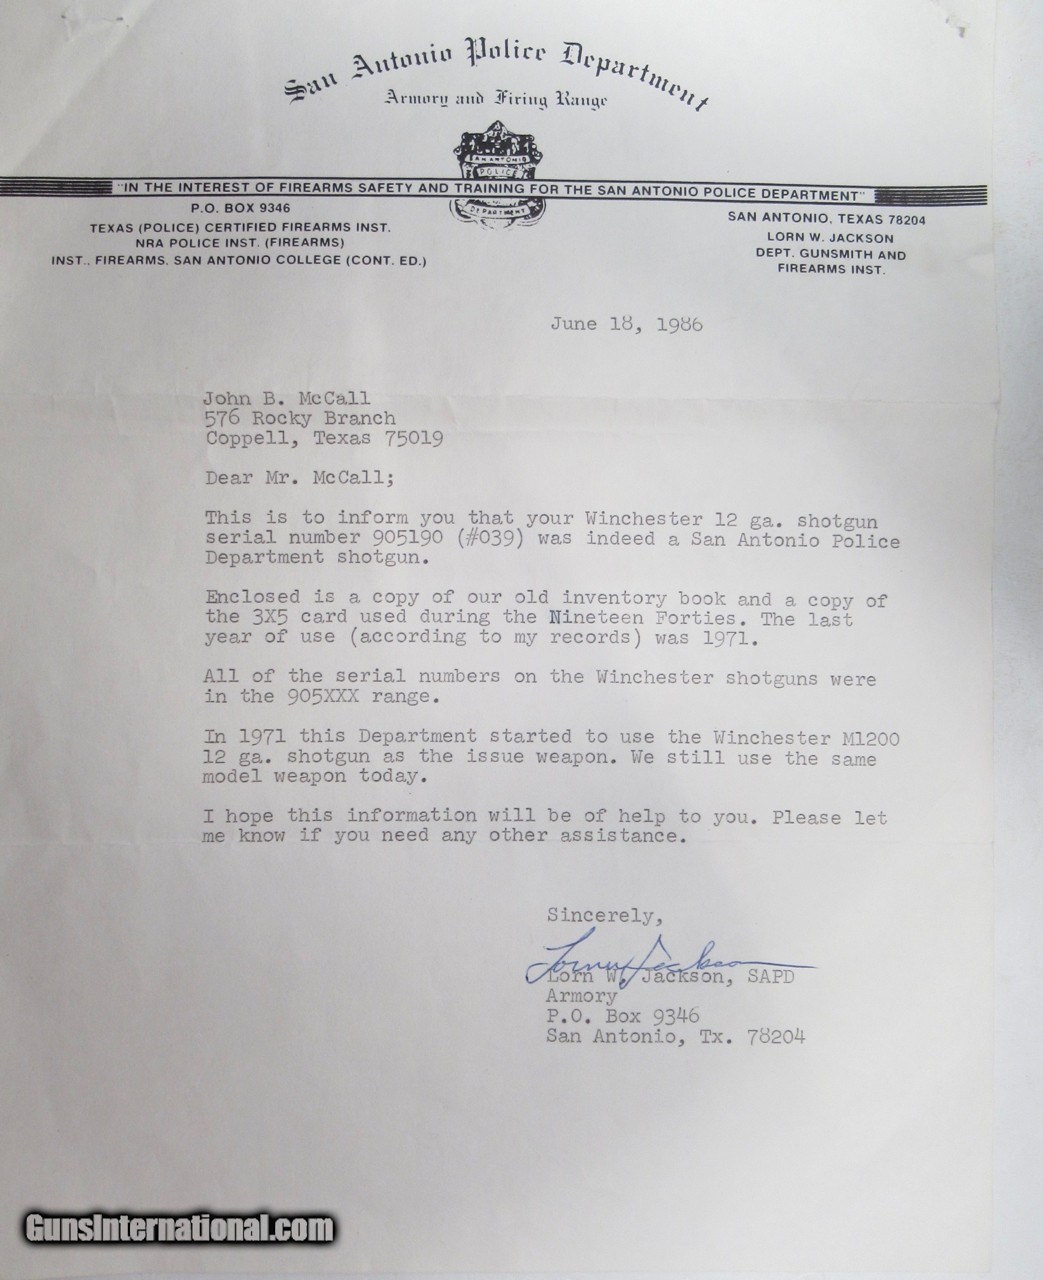 San Antonio Police Department
Armory and Firing Range
SAN ANTONIO
POLICE
"IN THE INTEREST OF FIREARMS SAFETY AND TRAINING FOR THE SAN ANTONIO POLICE DEPARTMENT"
DEPARTMENT
P.O. BOX 9346
TEXAS (POLICE) CERTIFIED FIREARMS INST.
NRA POLICE INST. (FIREARMS)
INST., FIREARMS, SAN ANTONIO COLLEGE (CONT. ED.)
SAN ANTONIO, TEXAS 78204
LORN W. JACKSON
DEPT. GUNSMITH AND
FIREARMS INST.
June 18, 1986
John B. McCall
576 Rocky Branch
Coppell, Texas 75019
Dear Mr. McCall;
This is to inform you that your Winchester 12 ga. shotgun
serial number 905190 (#039) was indeed a San Antonio Police
Department shotgun.
Enclosed is a copy of our old inventory book and a copy of
the 3X5 card used during the Nineteen Forties. The last
year of use (according to my records) was 1971.
All of the serial numbers on the Winchester shotguns were
in the 905XXX range.
In 1971 this Department started to use the Winchester M1200
12 ga. shotgun as the issue weapon. We still use the same
model weapon today.
I hope this information will be of help to you. Please let
me know if you need any other assistance.
Sincerely,
Lorn W. Jackson
Lorn W. Jackson, SAPD
Armory
P.O. Box 9346
San Antonio, Tx. 78204
GunsInternational.com